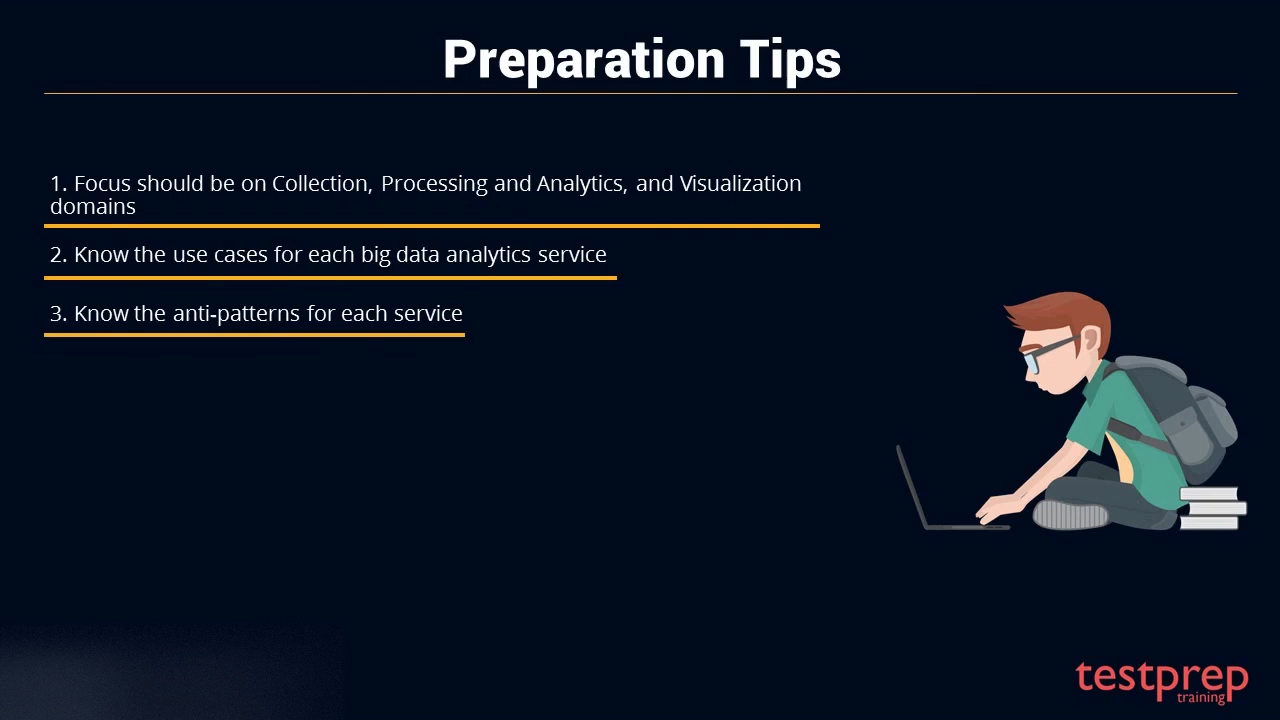 Preparation Tips
1. Focus should be on Collection, Processing and Analytics, and Visualization
domains
2. Know the use cases for each big data analytics service
3. Know the anti-patterns for each service
testprep
training